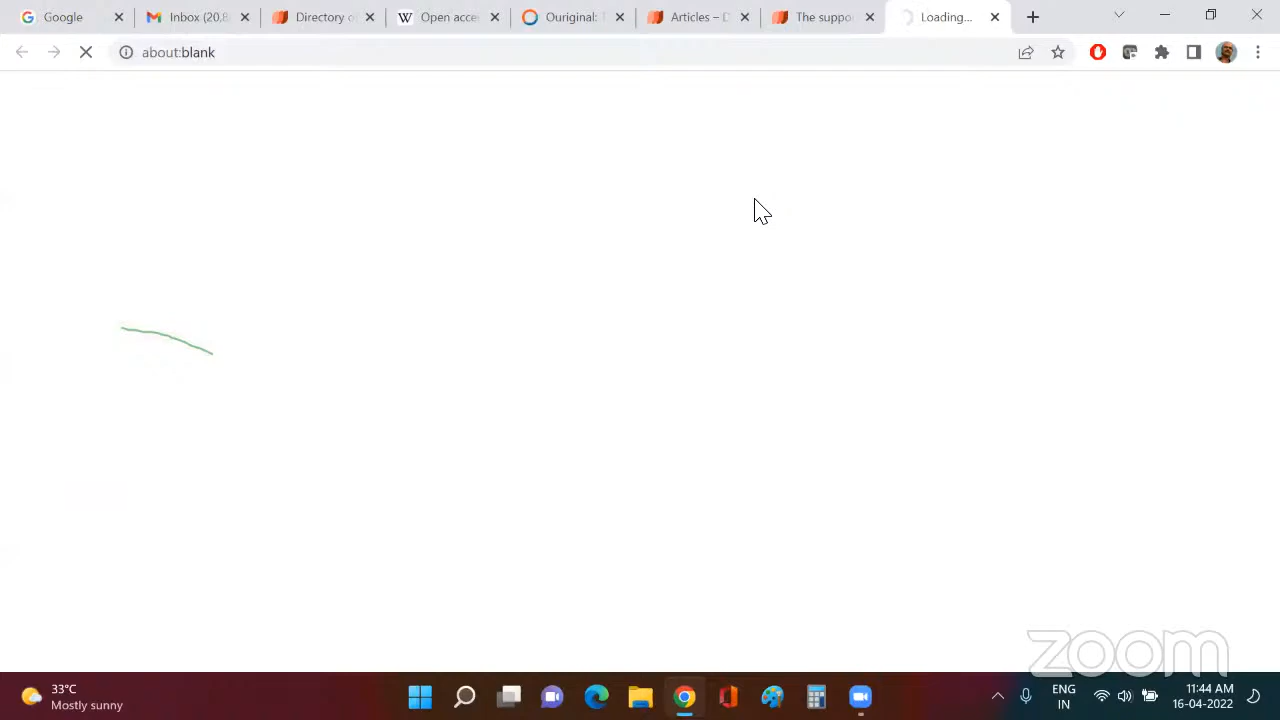 Google
Inbox (20,8
Directory of
Open acce
Ouriginal:
Articles – D
The suppo
Loading...
about:blank
zoom
33°C
Mostly sunny
ENG
IN
11:44 AM
16-04-2022